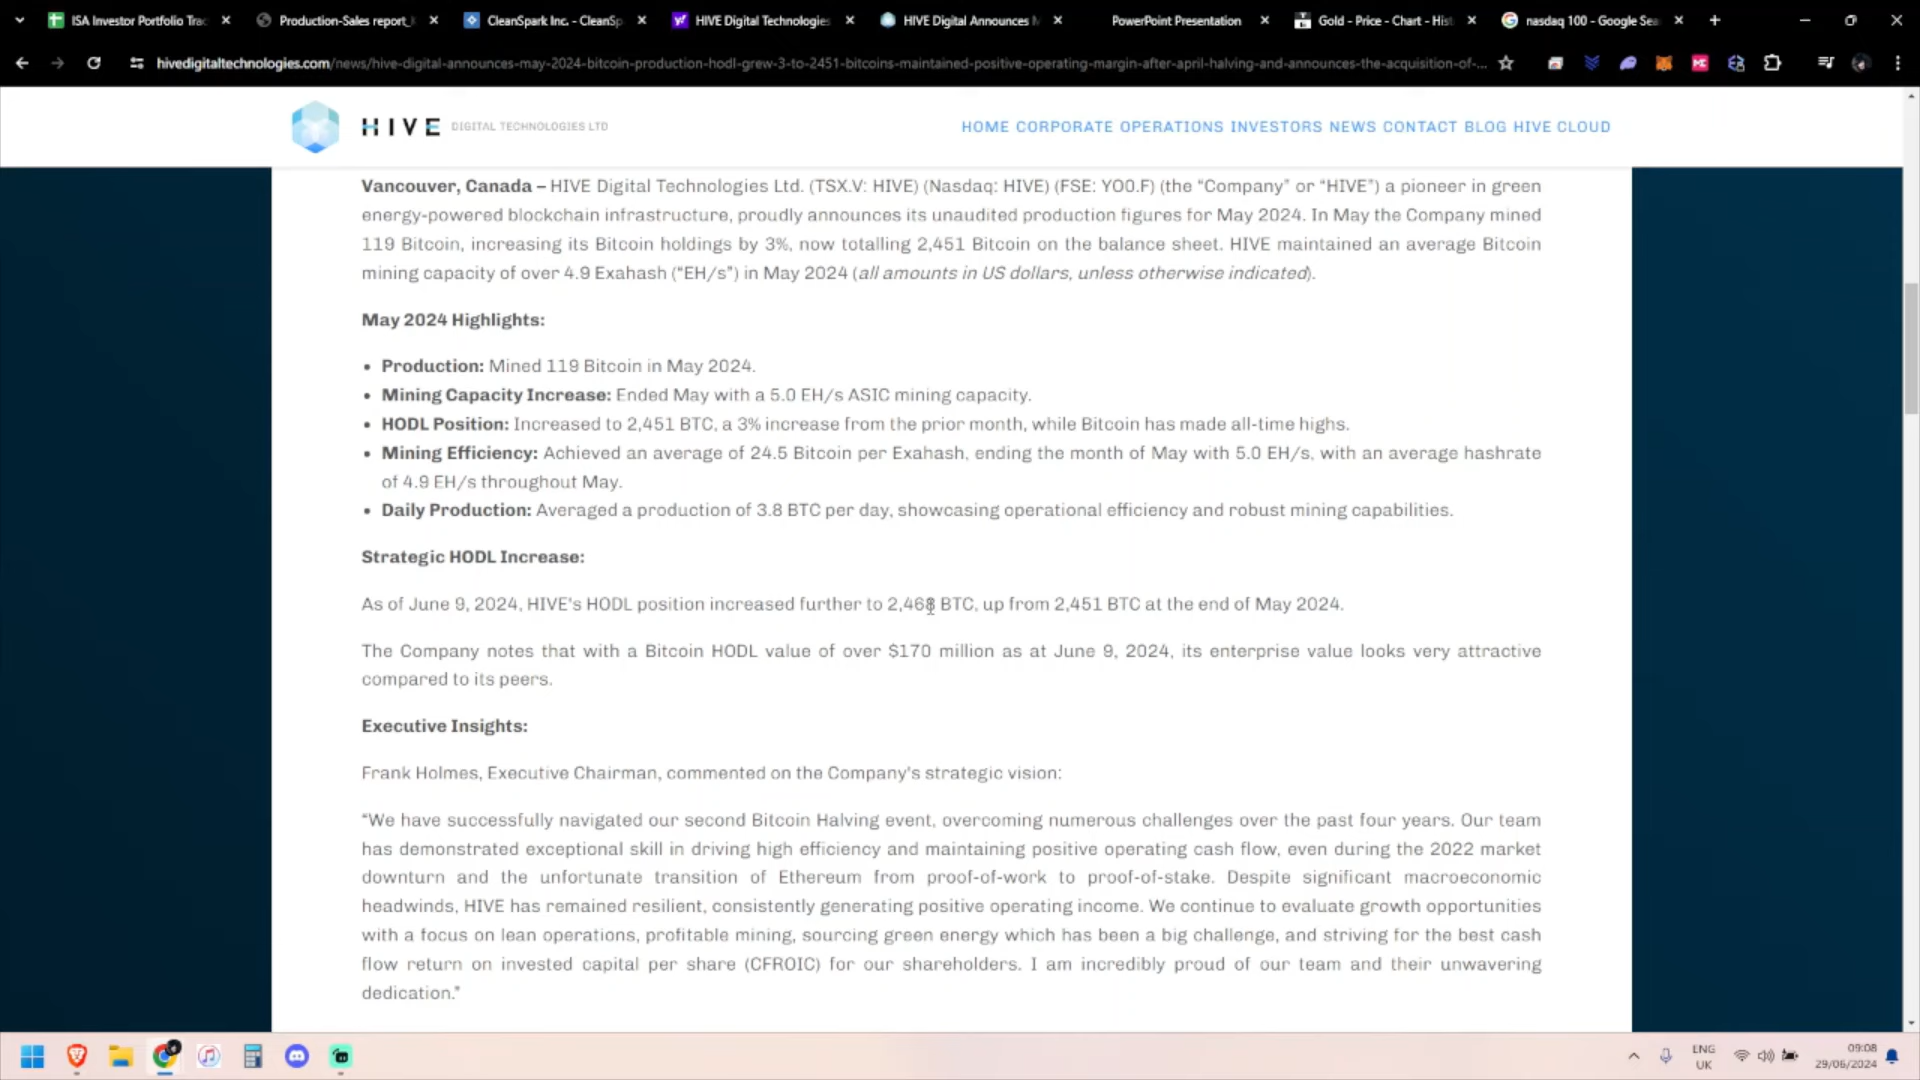 ISA Investor Portfolio Trac
Production-Sales report_
CleanSpark Inc. - CleanSp
HIVE Digital Technologies
HIVE Digital Announces M
PowerPoint Presentation
Gold - Price - Chart - Hist
nasdaq 100 - Google Sea
hivedigitaltechnologies.com/news/hive-digital-announces-may-2024-bitcoin-production-hodl-grew-3-to-2451-bitcoins-maintained-positive-operating-margin-after-april-halving-and-announces-the-acquisition-of-...
HIVE DIGITAL TECHNOLOGIES LTD
HOME CORPORATE OPERATIONS INVESTORS NEWS CONTACT BLOG HIVE CLOUD
Vancouver, Canada – HIVE Digital Technologies Ltd. (TSX.V: HIVE) (Nasdaq: HIVE) (FSE: YO0.F) (the “Company” or “HIVE”) a pioneer in green
energy-powered blockchain infrastructure, proudly announces its unaudited production figures for May 2024. In May the Company mined
119 Bitcoin, increasing its Bitcoin holdings by 3%, now totalling 2,451 Bitcoin on the balance sheet. HIVE maintained an average Bitcoin
mining capacity of over 4.9 Exahash (“EH/s”) in May 2024 (all amounts in US dollars, unless otherwise indicated).
May 2024 Highlights:
• Production: Mined 119 Bitcoin in May 2024.
• Mining Capacity Increase: Ended May with a 5.0 EH/s ASIC mining capacity.
• HODL Position: Increased to 2,451 BTC, a 3% increase from the prior month, while Bitcoin has made all-time highs.
• Mining Efficiency: Achieved an average of 24.5 Bitcoin per Exahash, ending the month of May with 5.0 EH/s, with an average hashrate
of 4.9 EH/s throughout May.
• Daily Production: Averaged a production of 3.8 BTC per day, showcasing operational efficiency and robust mining capabilities.
Strategic HODL Increase:
As of June 9, 2024, HIVE's HODL position increased further to BTC, up from 2,451 BTC at the end of May 2024.
The Company notes that with a Bitcoin HODL value of over $170 million as at June 9, 2024, its enterprise value looks very attractive
compared to its peers.
Executive Insights:
Frank Holmes, Executive Chairman, commented on the Company's strategic vision:
“We have successfully navigated our second Bitcoin Halving event, overcoming numerous challenges over the past four years. Our team
has demonstrated exceptional skill in driving high efficiency and maintaining positive operating cash flow, even during the 2022 market
downturn and the unfortunate transition of Ethereum from proof-of-work to proof-of-stake. Despite significant macroeconomic
headwinds, HIVE has remained resilient, consistently generating positive operating income. We continue to evaluate growth opportunities
with a focus on lean operations, profitable mining, sourcing green energy which has been a big challenge, and striving for the best cash
flow return on invested capital per share (CFROIC) for our shareholders. I am incredibly proud of our team and their unwavering
dedication.”
ENG
UK
09:08
29/06/2024